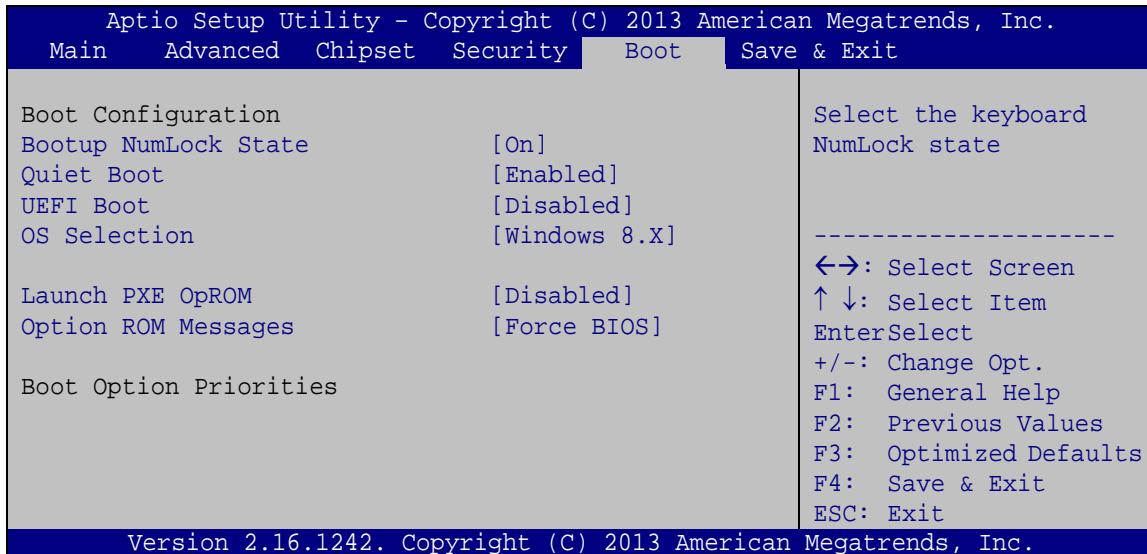 Aptio Setup Utility – Copyright (C) 2013 American Megatrends, Inc.
Main Advanced Chipset Security Boot Save & Exit
Boot Configuration
Bootup NumLock State [On]
Quiet Boot [Enabled]
UEFI Boot [Disabled]
OS Selection [Windows 8.X]
Launch PXE OpROM [Disabled]
Option ROM Messages [Force BIOS]
Boot Option Priorities
Select the keyboard
NumLock state
---------------------
←→: Select Screen
↑ ↓: Select Item
EnterSelect
+/-: Change Opt.
F1: General Help
F2: Previous Values
F3: Optimized Defaults
F4: Save & Exit
ESC: Exit
Version 2.16.1242. Copyright (C) 2013 American Megatrends, Inc.